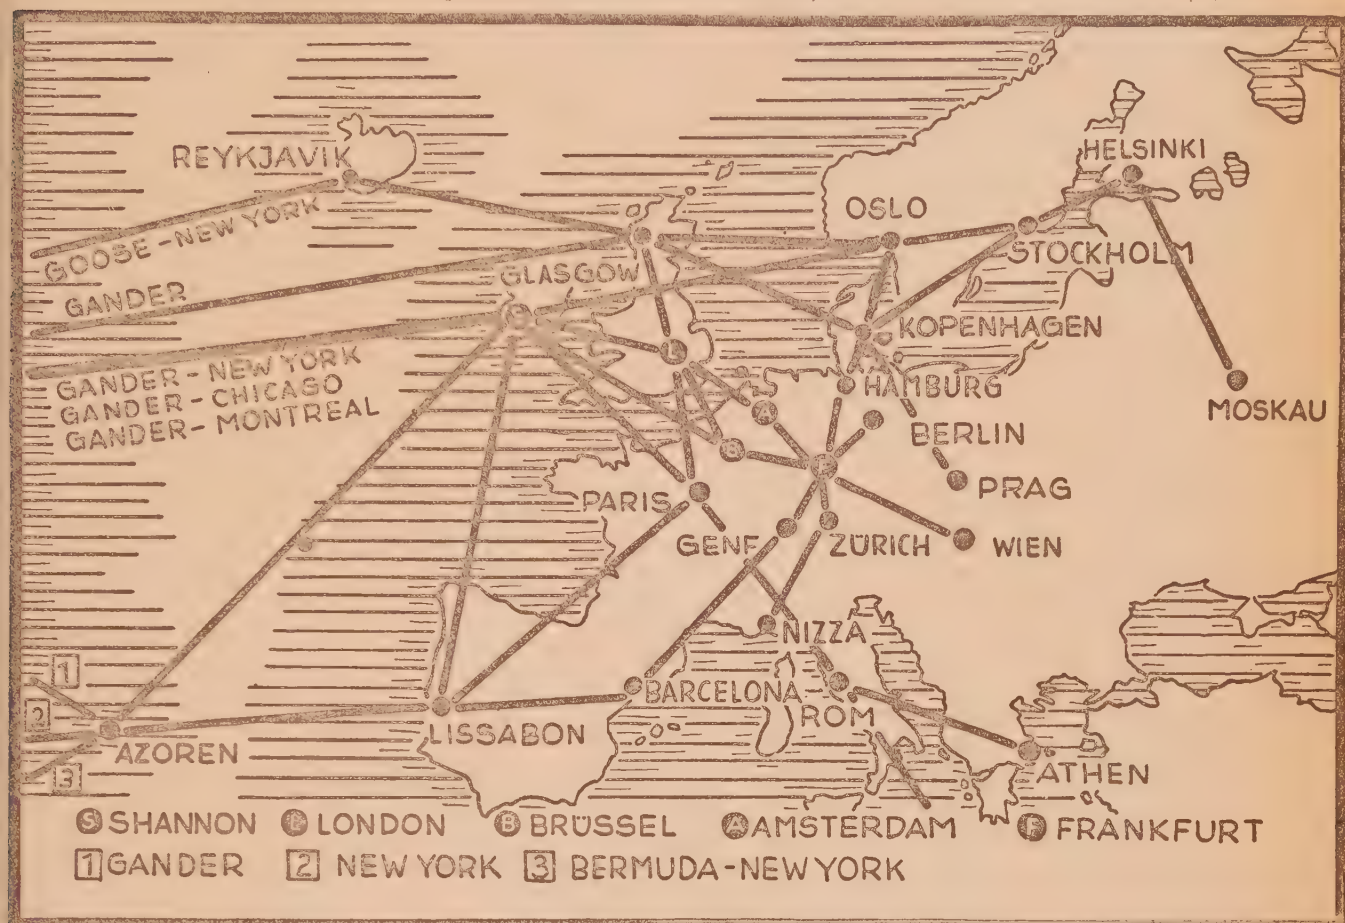 REYKJAVIK
HELSINKI
OSLO
GOOSE-NEW YORK
STOCKHOLM
GLASGOW
GANDER
S
KOPENHAGEN
L
GANDER-NEW YORK
GANDER-CHICAGO
GANDER-MONTREAL
HAMBURG
A
MOSKAU
BERLIN
B
F
PARIS
PRAG
GENF
ZÜRICH
WIEN
NIZZA
1
BARCELONA
2
ROM
LISSABON
AZOREN
3
ATHEN
S SHANNON L LONDON B BRÜSSEL A AMSTERDAM F FRANKFURT
1 GANDER 2 NEW YORK 3 BERMUDA-NEW YORK